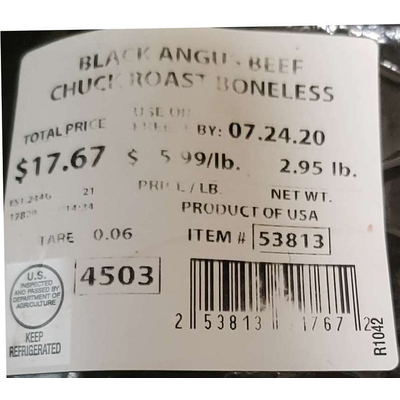 BLACK ANGUS BEEF
CHUCK ROAST BONELESS
USE OR
FREEZE BY: 07.24.20
TOTAL PRICE
$17.67 $ 5.99/lb. 2.95 lb.
PRICE/LB. NET WT.
21
14:24
PRODUCT OF USA
TARE 0.06 ITEM # 53813
4503
U.S.
INSPECTED
AND PASSED BY
DEPARTMENT OF
AGRICULTURE
KEEP
REFRIGERATED
2 53813 1767 2
R1042